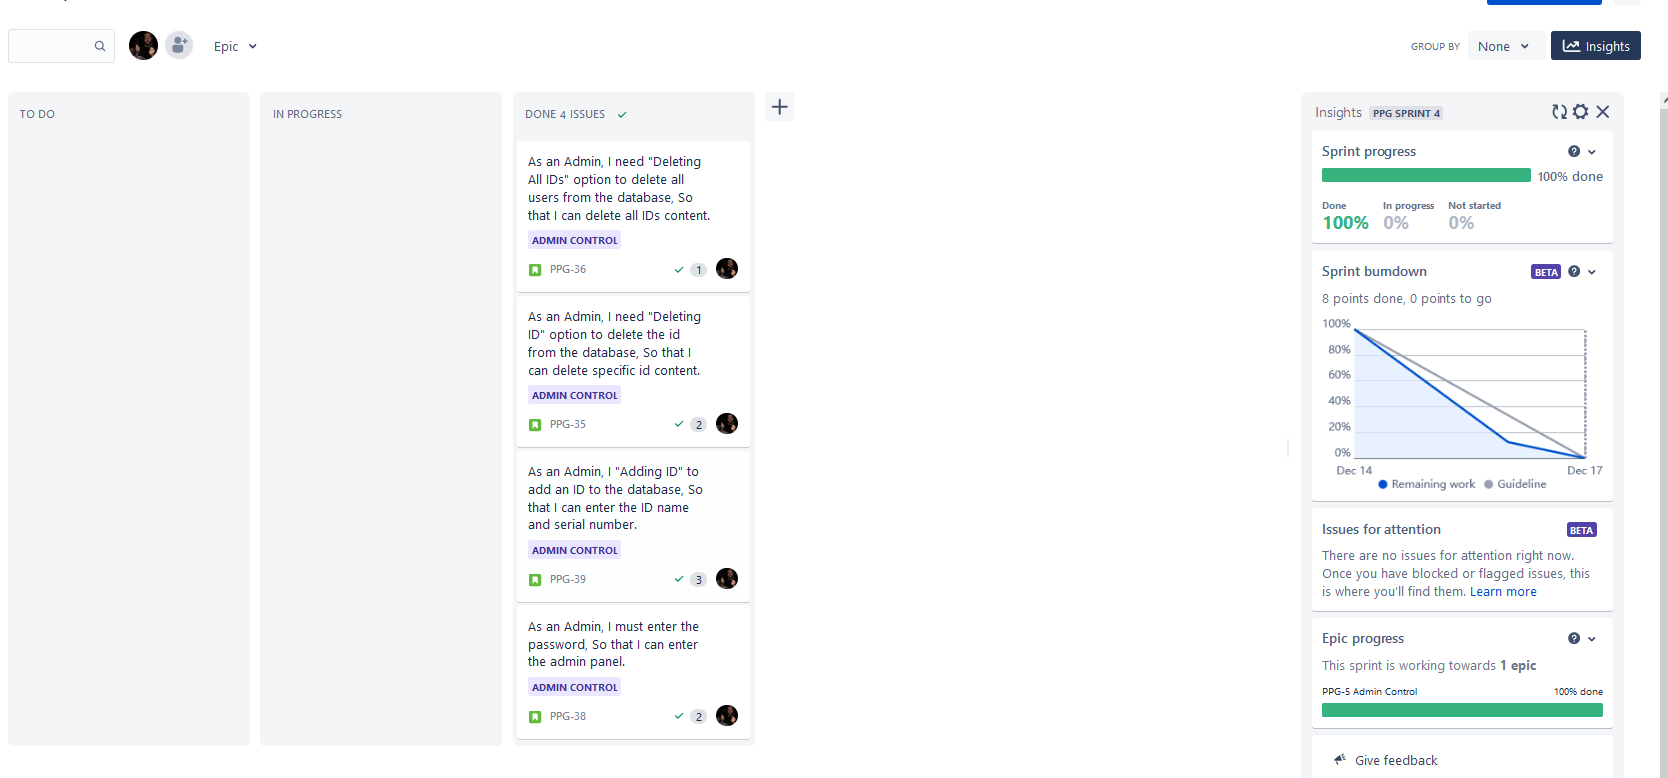 Epic
GROUP BY
None
Insights
TO DO
IN PROGRESS
DONE 4 ISSUES
As an Admin, I need "Deleting
All IDs" option to delete all
users from the database, So
that I can delete all IDs content.
ADMIN CONTROL
PPG-36
1
As an Admin, I need "Deleting
ID" option to delete the id
from the database, So that I
can delete specific id content.
ADMIN CONTROL
PPG-35
2
As an Admin, I "Adding ID" to
add an ID to the database, So
that I can enter the ID name
and serial number.
ADMIN CONTROL
PPG-39
3
As an Admin, I must enter the
password, So that I can enter
the admin panel.
ADMIN CONTROL
PPG-38
2
Insights PPG SPRINT 4
Sprint progress
100% done
Done In progress Not started
100% 0% 0%
Sprint burndown BETA
8 points done, 0 points to go
100%
80%
60%
40%
20%
0%
Dec 14 Dec 17
Remaining work Guideline
Issues for attention BETA
There are no issues for attention right now.
Once you have blocked or flagged issues, this
is where you'll find them. Learn more
Epic progress
This sprint is working towards 1 epic
PPG-5 Admin Control 100% done
Give feedback